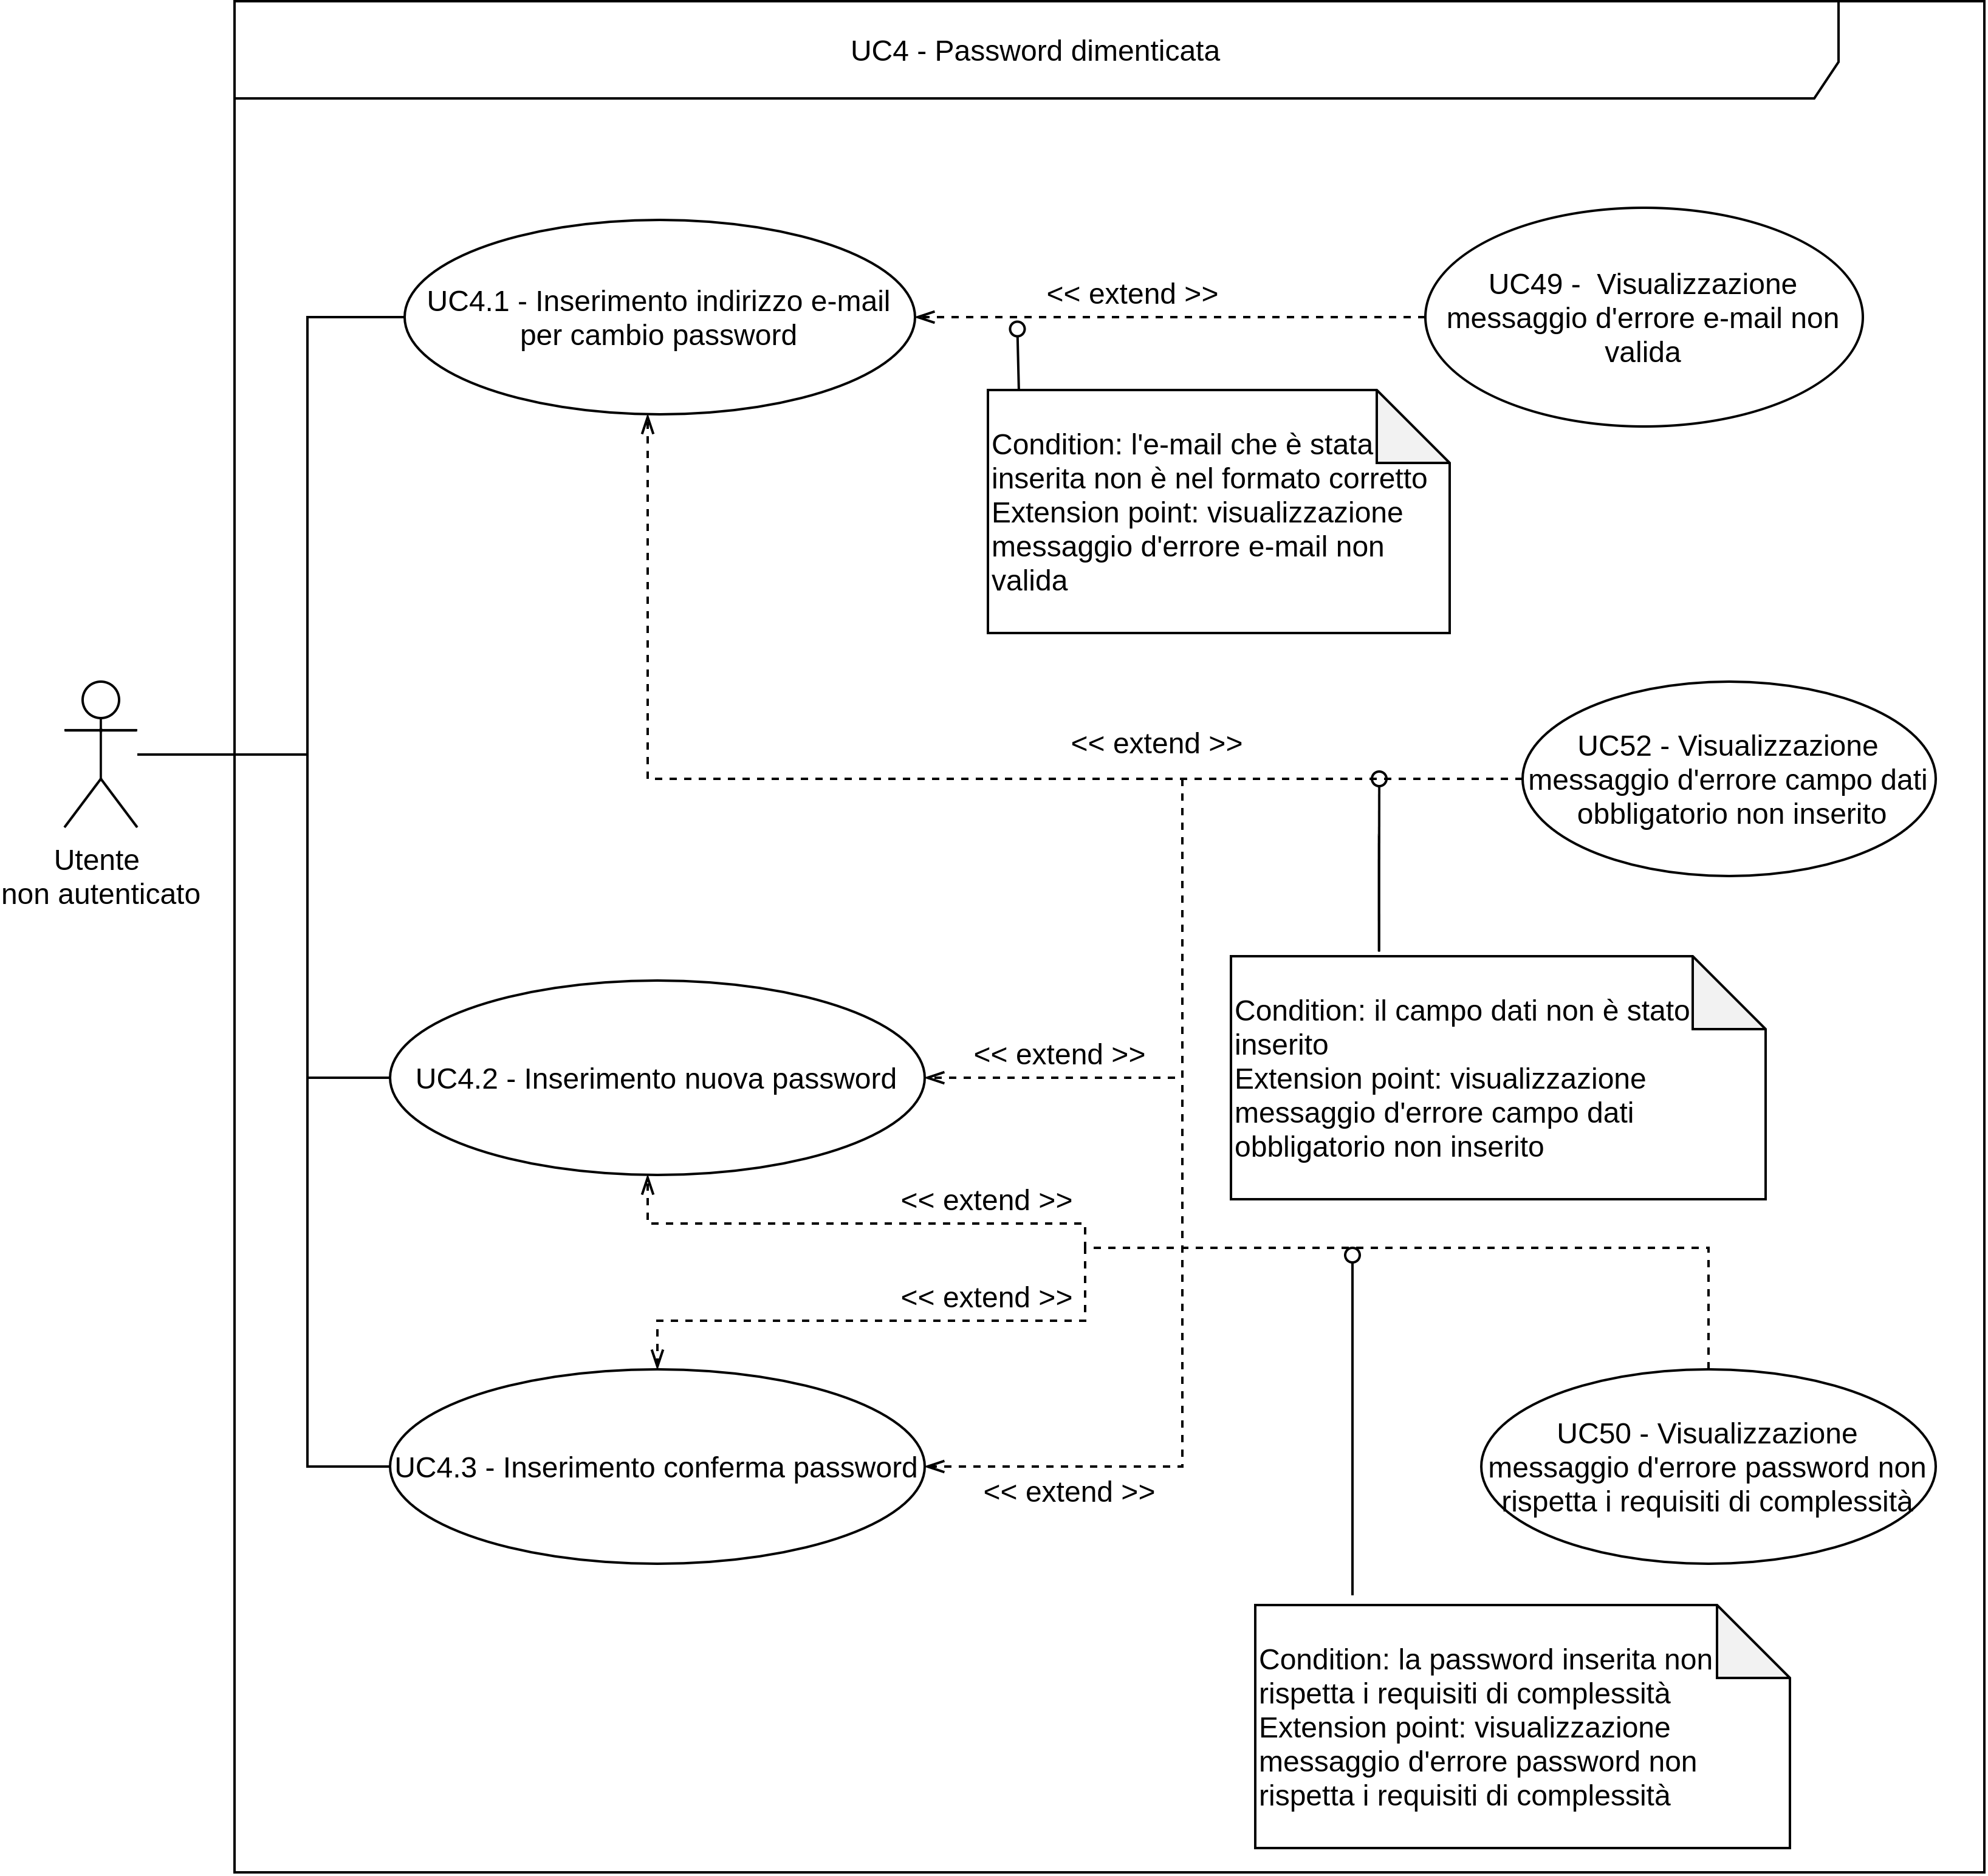 UC4 - Password dimenticata
UC4.1 - Inserimento indirizzo e-mail
per cambio password
<< extend >>
UC49 -  Visualizzazione
messaggio d'errore e-mail non
valida
Condition: l'e-mail che è stata
inserita non è nel formato corretto
Extension point: visualizzazione
messaggio d'errore e-mail non
valida
Utente
non autenticato
<< extend >>
UC52 - Visualizzazione
messaggio d'errore campo dati
obbligatorio non inserito
Condition: il campo dati non è stato
inserito
Extension point: visualizzazione
messaggio d'errore campo dati
obbligatorio non inserito
UC4.2 - Inserimento nuova password
<< extend >>
<< extend >>
<< extend >>
UC4.3 - Inserimento conferma password
<< extend >>
UC50 - Visualizzazione
messaggio d'errore password non
rispetta i requisiti di complessità
Condition: la password inserita non
rispetta i requisiti di complessità
Extension point: visualizzazione
messaggio d'errore password non
rispetta i requisiti di complessità